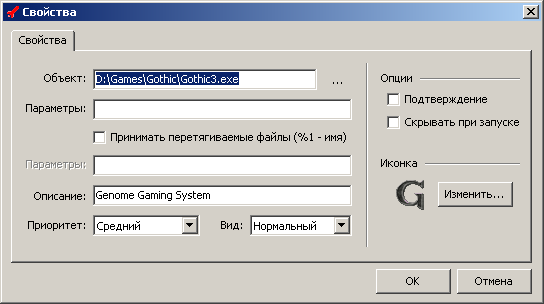 Свойства
Свойства
Объект: D:\Games\Gothic\Gothic3.exe ...
Параметры:
Принимать перетягиваемые файлы (%1 - имя)
Параметры:
Описание: Genome Gaming System
Приоритет: Средний Вид: Нормальный
Опции
Подтверждение
Скрывать при запуске
Иконка
G Изменить...
OK Отмена